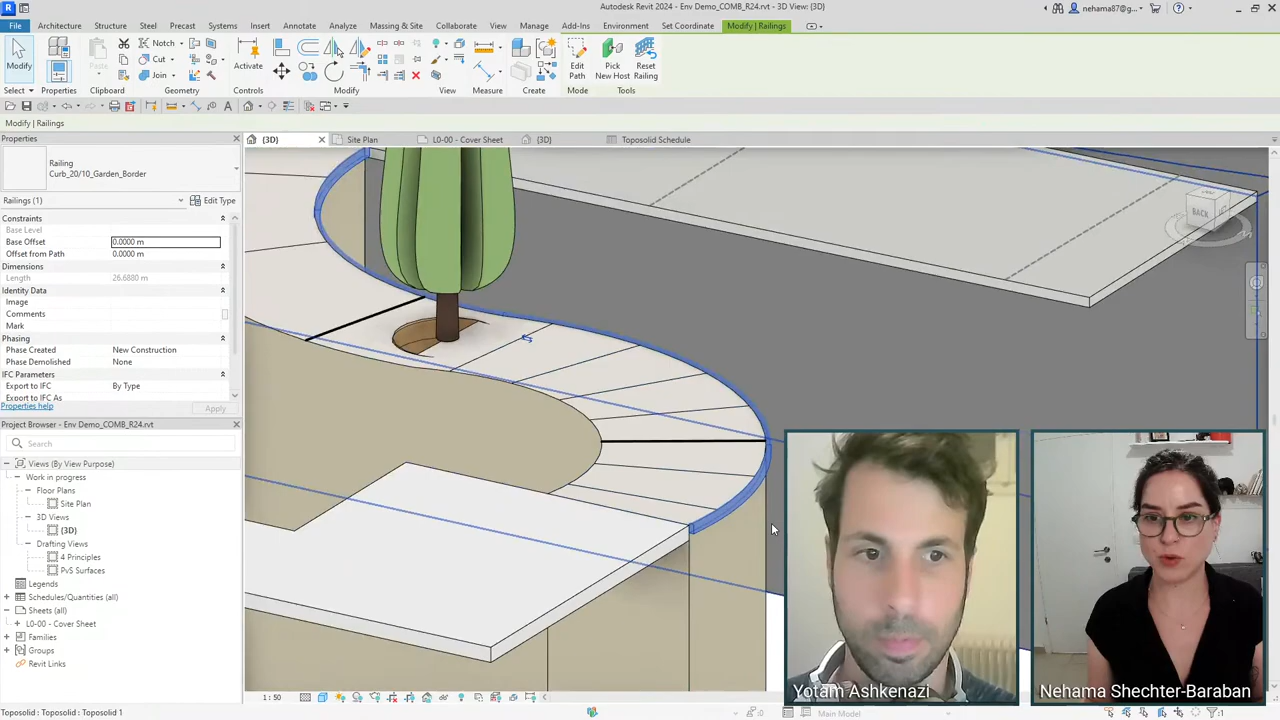 Autodesk Revit 2024 - Env Demo_COMB_R24.rvt - 3D View: {3D}
nehama87@g...
File Architecture Structure Steel Precast Systems Insert Annotate Analyze Massing & Site Collaborate View Manage Add-Ins Environment Set Coordinate Modify | Railings
Modify Paste Notch Cut Join Activate Edit Path Pick New Host Reset Railing
Select Properties Clipboard Geometry Controls Modify View Measure Create Mode Tools
Modify | Railings
Properties
{3D} Site Plan L0-00 - Cover Sheet {3D} Toposolid Schedule
Railing
Curb_20/10_Garden_Border
Railings (1) Edit Type
Constraints
Base Level
Base Offset 0.0000 m
Offset from Path 0.0000 m
Dimensions
Length 26.6880 m
Identity Data
Image
Comments
Mark
Phasing
Phase Created New Construction
Phase Demolished None
IFC Parameters
Export to IFC By Type
Export to IFC As
Properties help Apply
Project Browser - Env Demo_COMB_R24.rvt
Search
Views (By View Purpose)
Work in progress
Floor Plans
Site Plan
3D Views
{3D}
Drafting Views
4 Principles
PvS Surfaces
Legends
Schedules/Quantities (all)
Sheets (all)
L0-00 - Cover Sheet
Families
Groups
Revit Links
BACK
Yotam Ashkenazi
Nehama Shechter-Baraban
1 : 50
Toposolid : Toposolid : Toposolid 1
:0 Main Model :1